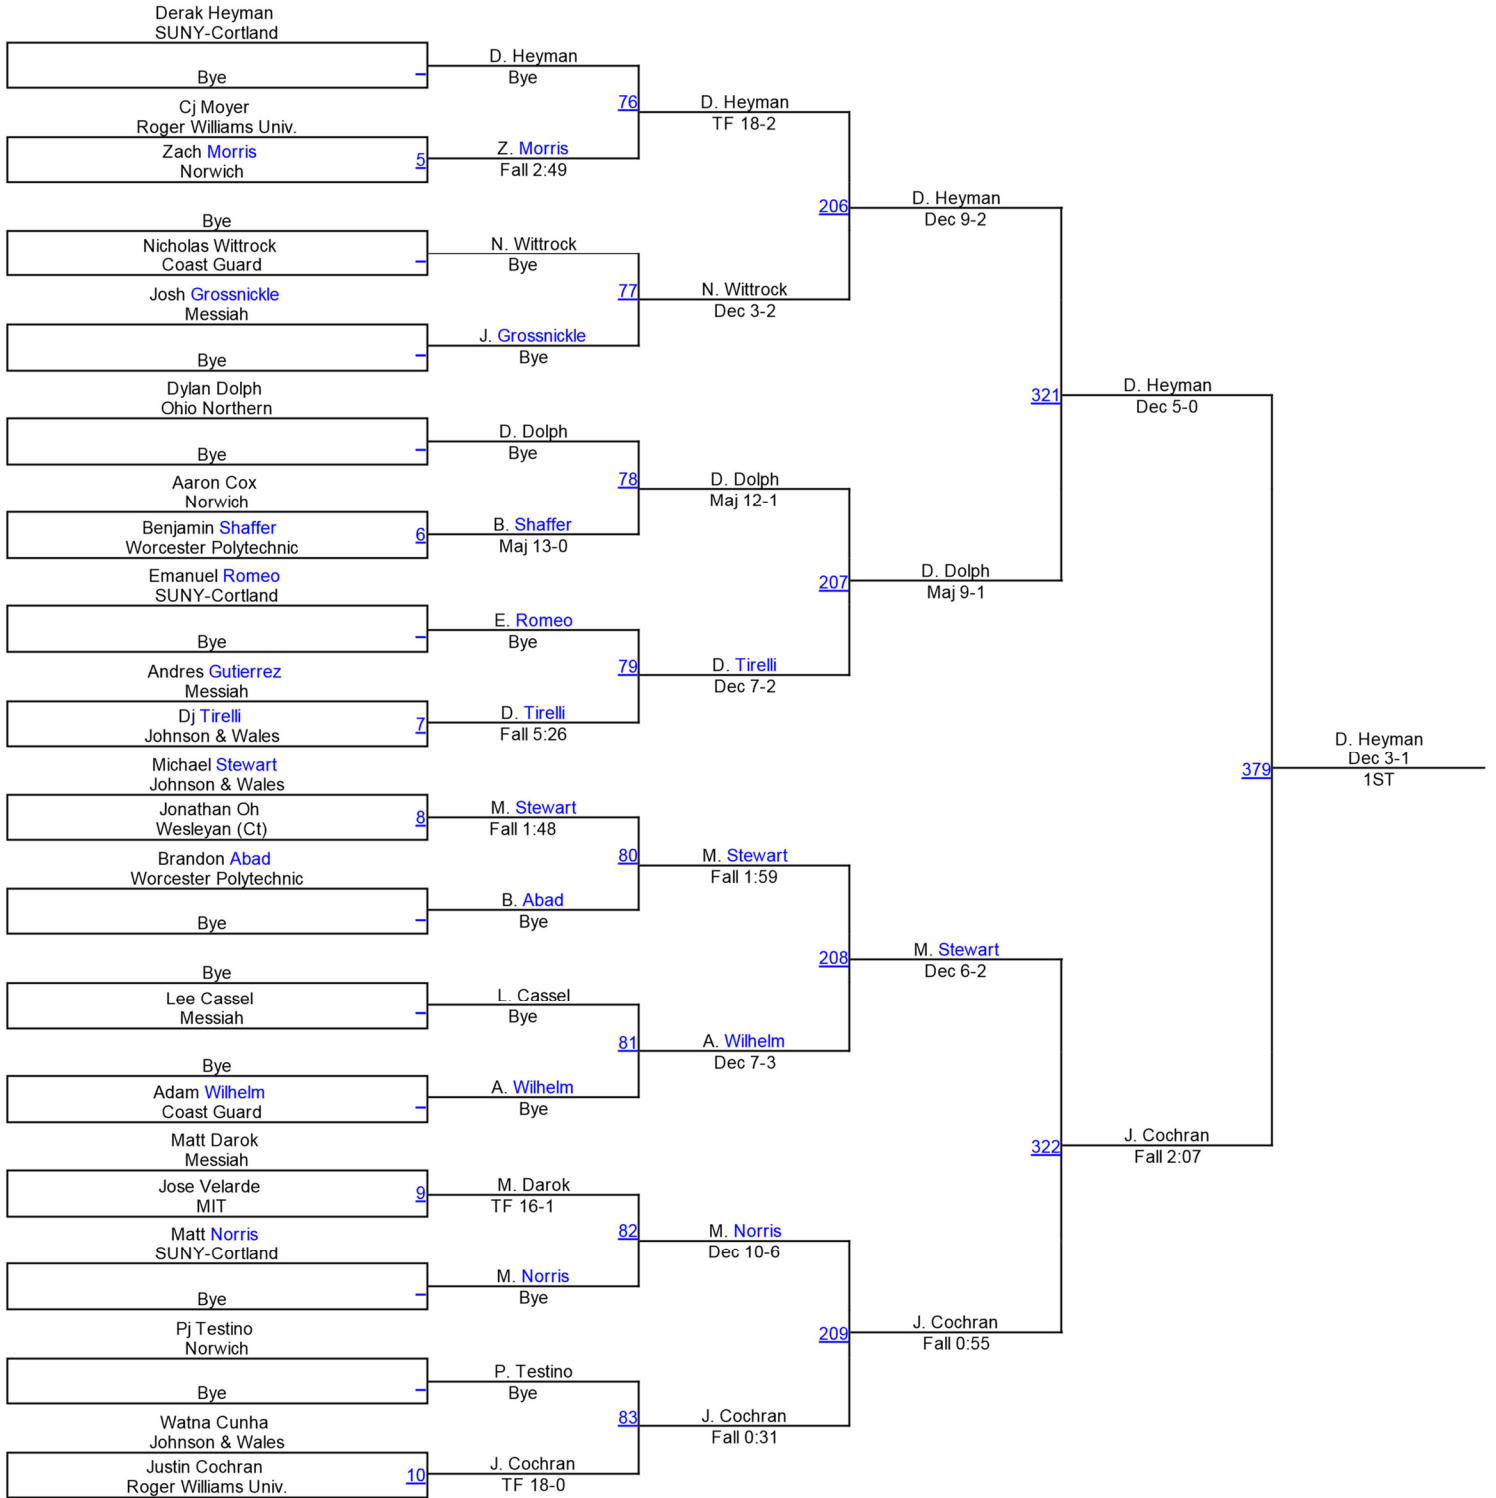 Derak Heyman
SUNY-Cortland
Bye
Cj Moyer
Roger Williams Univ.
Zach Morris
Norwich
5
Bye
Nicholas Wittrock
Coast Guard
Josh Grossnickle
Messiah
Bye
Dylan Dolph
Ohio Northern
Bye
Aaron Cox
Norwich
Benjamin Shaffer
Worcester Polytechnic
6
Emanuel Romeo
SUNY-Cortland
Bye
Andres Gutierrez
Messiah
Dj Tirelli
Johnson & Wales
7
Michael Stewart
Johnson & Wales
Jonathan Oh
Wesleyan (Ct)
8
Brandon Abad
Worcester Polytechnic
Bye
Bye
Lee Cassel
Messiah
Bye
Adam Wilhelm
Coast Guard
Matt Darok
Messiah
Jose Velarde
MIT
9
Matt Norris
SUNY-Cortland
Bye
Pj Testino
Norwich
Bye
Watna Cunha
Johnson & Wales
Justin Cochran
Roger Williams Univ.
10
D. Heyman
Bye
76
Z. Morris
Fall 2:49
N. Wittrock
Bye
77
J. Grossnickle
Bye
D. Dolph
Bye
78
B. Shaffer
Maj 13-0
E. Romeo
Bye
79
D. Tirelli
Fall 5:26
M. Stewart
Fall 1:48
80
B. Abad
Bye
L. Cassel
Bye
81
A. Wilhelm
Bye
M. Darok
TF 16-1
82
M. Norris
Bye
P. Testino
Bye
83
J. Cochran
TF 18-0
D. Heyman
TF 18-2
206
N. Wittrock
Dec 3-2
D. Dolph
Maj 12-1
207
D. Tirelli
Dec 7-2
M. Stewart
Fall 1:59
208
A. Wilhelm
Dec 7-3
M. Norris
Dec 10-6
209
J. Cochran
Fall 0:31
D. Heyman
Dec 9-2
321
D. Dolph
Maj 9-1
M. Stewart
Dec 6-2
322
J. Cochran
Fall 0:55
D. Heyman
Dec 5-0
379
J. Cochran
Fall 2:07
D. Heyman
Dec 3-1
1ST